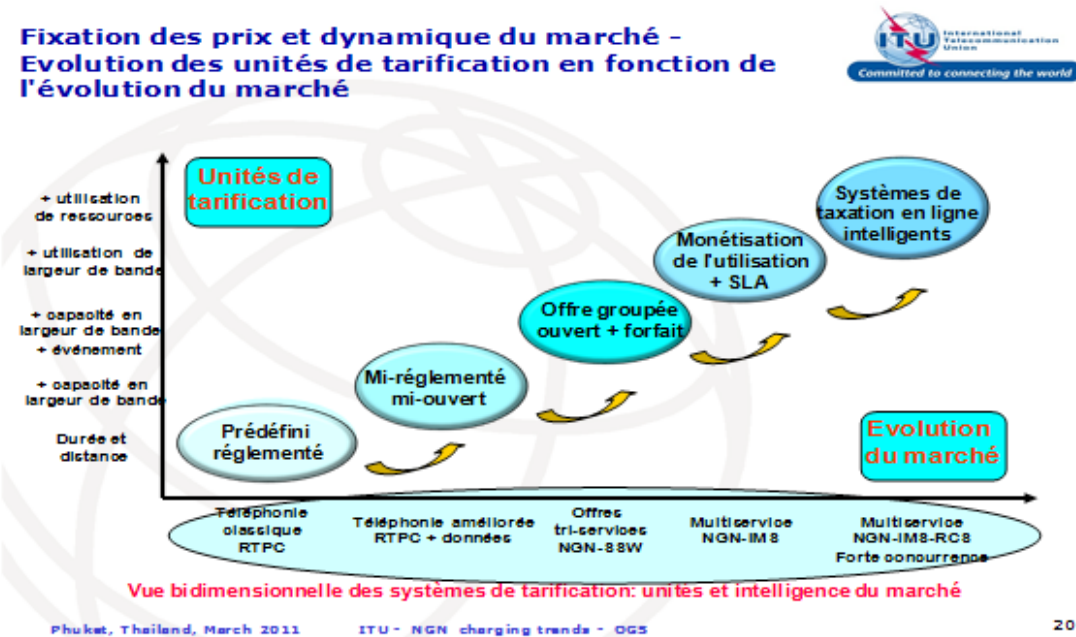 Fixation des prix et dynamique du marché –
Evolution des unités de tarification en fonction de
l'évolution du marché
ITU
International
Telecommunication
Union
Committed to connecting the world
Unités de
tarification
+ utilisation
de ressources
+ utilisation de
largeur de bande
+ capacité en
largeur de bande
+ événement
+ capacité en
largeur de bande
Durée et
distance
Systèmes de
taxation en ligne
intelligents
Monétisation
de l'utilisation
+ SLA
Offre groupée
ouvert + forfait
Mi-réglementé
mi-ouvert
Prédéfini
réglementé
Evolution
du marché
Téléphonie
classique
RTPC
Téléphonie améliorée
RTPC + données
Offres
tri-services
NGN-SSW
Multiservice
NGN-IMS
Multiservice
NGN-IMS-RCS
Forte concurrence
Vue bidimensionnelle des systèmes de tarification: unités et intelligence du marché
Phuket, Thailand, March 2011
ITU - NGN charging trends - OGS
20